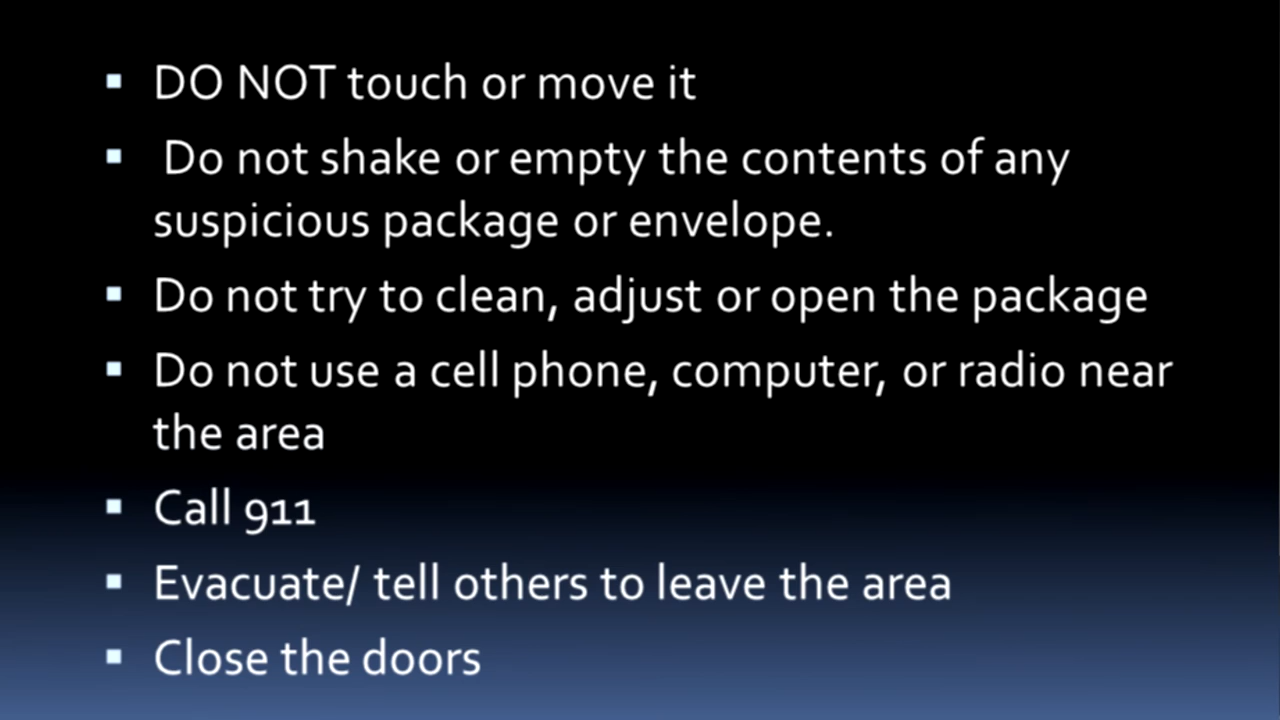 ▪ DO NOT touch or move it
▪ Do not shake or empty the contents of any
suspicious package or envelope.
▪ Do not try to clean, adjust or open the package
▪ Do not use a cell phone, computer, or radio near
the area
▪ Call 911
▪ Evacuate/ tell others to leave the area
▪ Close the doors